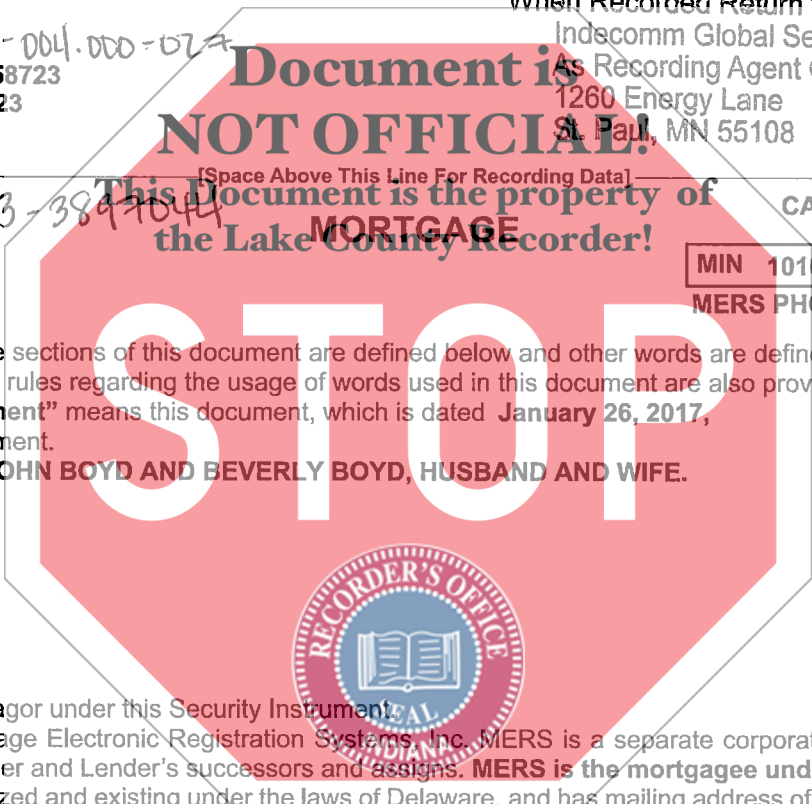 When Recorded Return
-004.000-027
Indecomm Global Se
58723
As Recording Agent
23
1260 Energy Lane
St. Paul, MN 55108
Document is
NOT OFFICIAL!
[Space Above This Line For Recording Data]
This Document is the property of
the Lake County Recorder!
3-3897044
MORTGAGE
CA
MIN 101
MERS PH
STOP
e sections of this document are defined below and other words are define
rules regarding the usage of words used in this document are also prov
ent” means this document, which is dated January 26, 2017,
ment.
OHN BOYD AND BEVERLY BOYD, HUSBAND AND WIFE.
RECORDER'S OFFICE
SEAL
INDIANA
agor under this Security Instrument.
age Electronic Registration Systems, Inc. MERS is a separate corporat
er and Lender's successors and assigns. MERS is the mortgagee und
zed and existing under the laws of Delaware, and has mailing address of